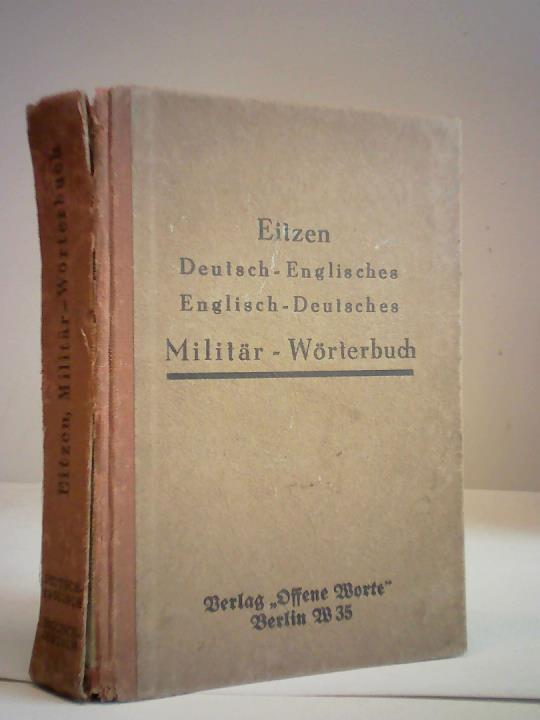 Eitzen
Deutsch-Englisches
Englisch-Deutsches
Militär-Wörterbuch
Verlag „Offene Worte“
Berlin W 35
Eitzen, Militär-Wörterbuch